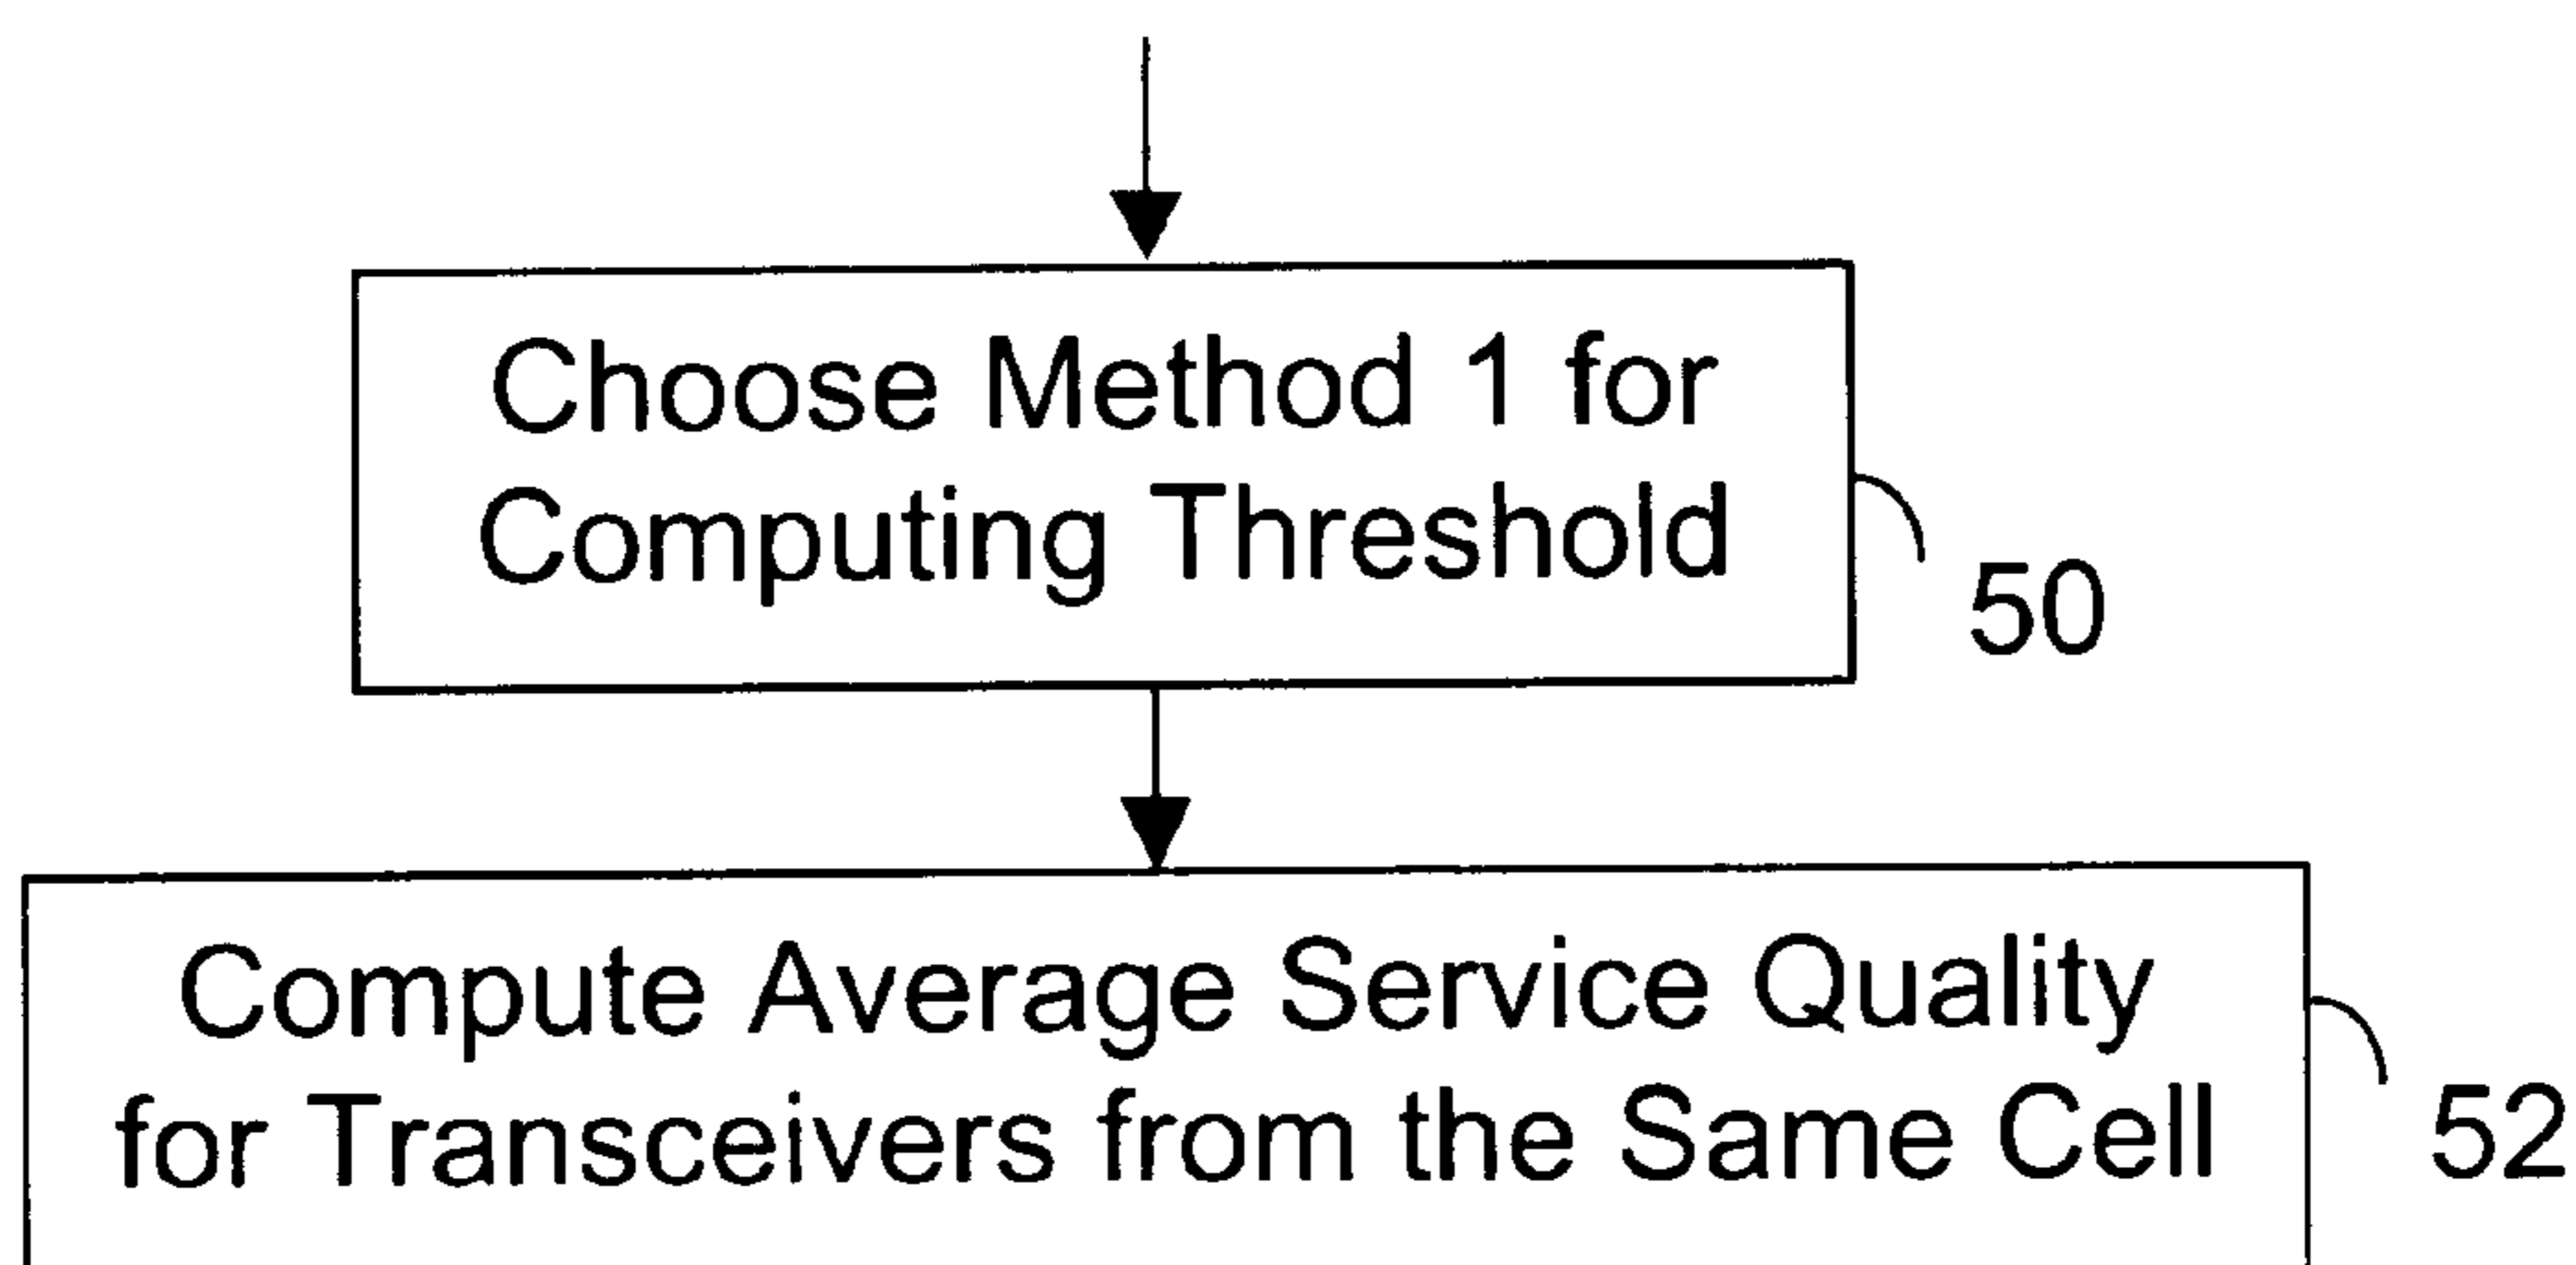 Choose Method 1 for
Computing Threshold
50
Compute Average Service Quality
for Transceivers from the Same Cell
52